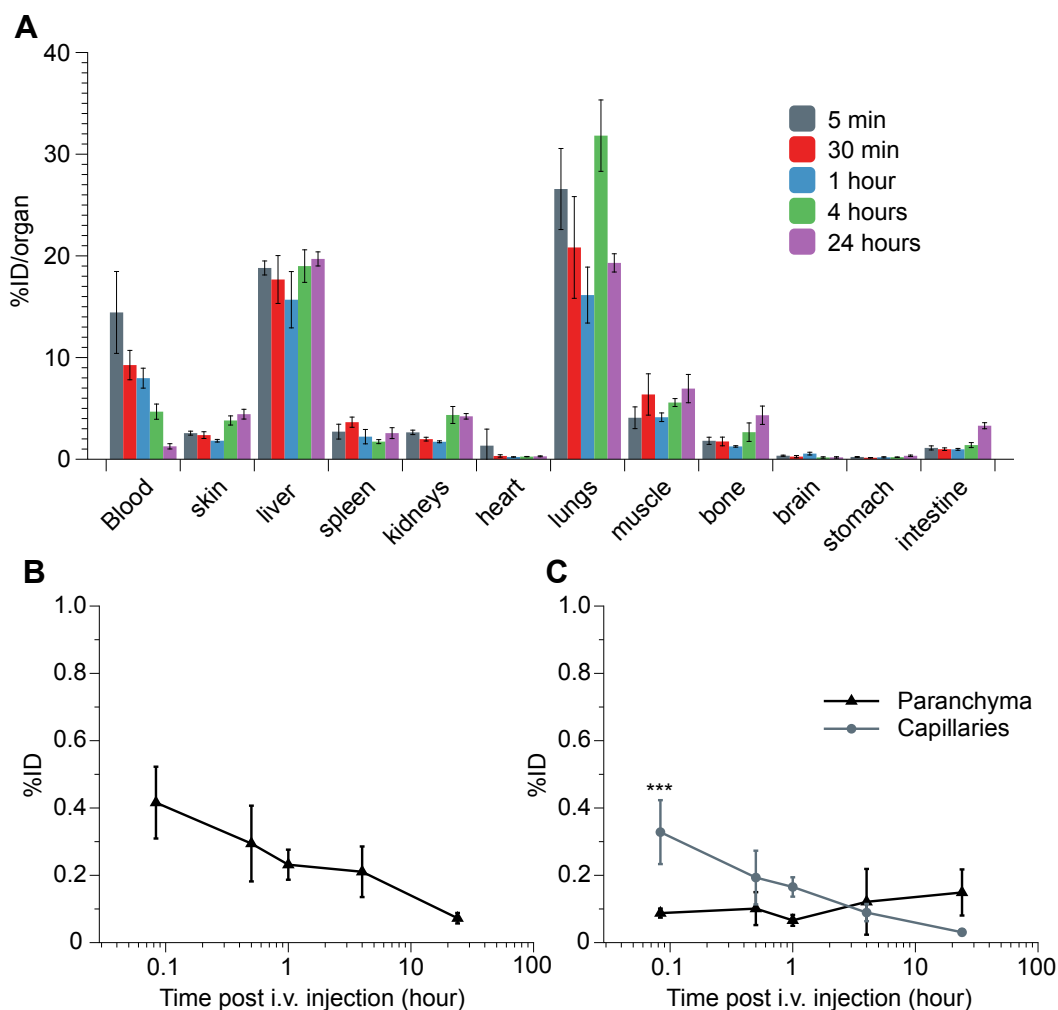 A
40
30
20
10
0
%ID/organ
5 min
30 min
1 hour
4 hours
24 hours
Blood
skin
liver
spleen
kidneys
heart
lungs
muscle
bone
brain
stomach
intestine
B
1.0
0.8
0.6
0.4
0.2
0
%ID
0.1
1
10
100
Time post i.v. injection (hour)
C
1.0
0.8
0.6
0.4
0.2
0
%ID
Paranchyma
Capillaries
***
0.1
1
10
100
Time post i.v. injection (hour)